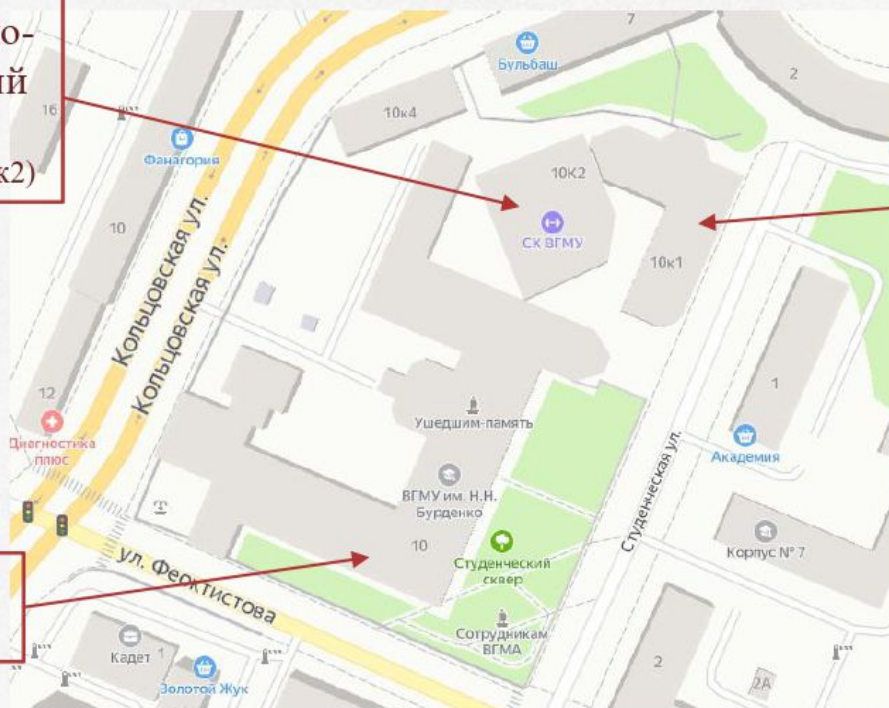 о-
ий
к2)
16
Фанагория
10
Кольцовская ул.
Кольцовская ул.
12
Диагностика
плюс
10к4
Бульбаш
7
2
10К2
СК ВГМУ
10к1
1
Академия
Студенческая ул.
Корпус № 7
Ушедшим-память
ВГМУ им. Н.Н.
Бурденко
10
Студенческий
сквер
Сотрудникам
ВГМА
ул. Феоктистова
Кадет
1
Золотой Жук
2
2А